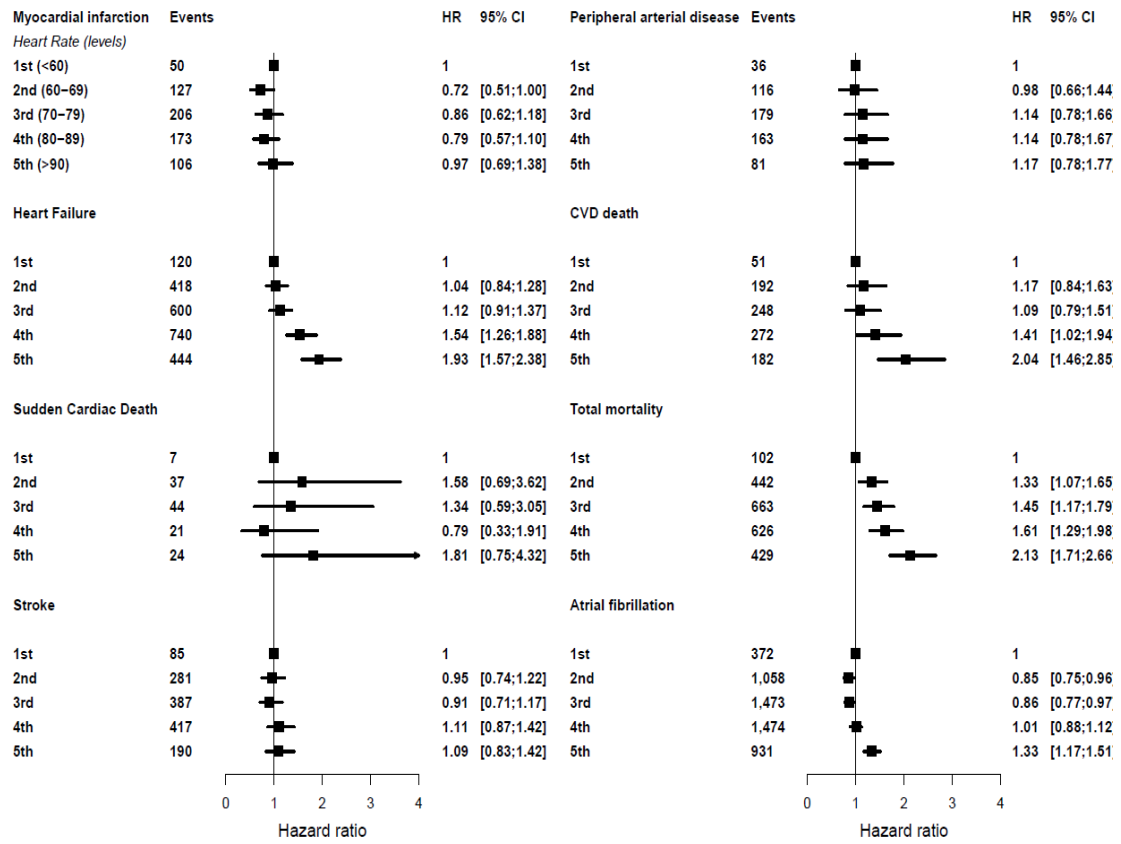 Myocardial infarction Events HR 95% CI
Heart Rate (levels)
1st (<60) 50 1
2nd (60−69) 127 0.72 [0.51;1.00]
3rd (70−79) 206 0.86 [0.62;1.18]
4th (80−89) 173 0.79 [0.57;1.10]
5th (>90) 106 0.97 [0.69;1.38]
Heart Failure
1st 120 1
2nd 418 1.04 [0.84;1.28]
3rd 600 1.12 [0.91;1.37]
4th 740 1.54 [1.26;1.88]
5th 444 1.93 [1.57;2.38]
Sudden Cardiac Death
1st 7 1
2nd 37 1.58 [0.69;3.62]
3rd 44 1.34 [0.59;3.05]
4th 21 0.79 [0.33;1.91]
5th 24 1.81 [0.75;4.32]
Stroke
1st 85 1
2nd 281 0.95 [0.74;1.22]
3rd 387 0.91 [0.71;1.17]
4th 417 1.11 [0.87;1.42]
5th 190 1.09 [0.83;1.42]
0 1 2 3 4
Hazard ratio
Peripheral arterial disease Events HR 95% CI
1st 36 1
2nd 116 0.98 [0.66;1.44]
3rd 179 1.14 [0.78;1.66]
4th 163 1.14 [0.78;1.67]
5th 81 1.17 [0.78;1.77]
CVD death
1st 51 1
2nd 192 1.17 [0.84;1.63]
3rd 248 1.09 [0.79;1.51]
4th 272 1.41 [1.02;1.94]
5th 182 2.04 [1.46;2.85]
Total mortality
1st 102 1
2nd 442 1.33 [1.07;1.65]
3rd 663 1.45 [1.17;1.79]
4th 626 1.61 [1.29;1.98]
5th 429 2.13 [1.71;2.66]
Atrial fibrillation
1st 372 1
2nd 1,058 0.85 [0.75;0.96]
3rd 1,473 0.86 [0.77;0.97]
4th 1,474 1.01 [0.88;1.12]
5th 931 1.33 [1.17;1.51]
0 1 2 3 4
Hazard ratio